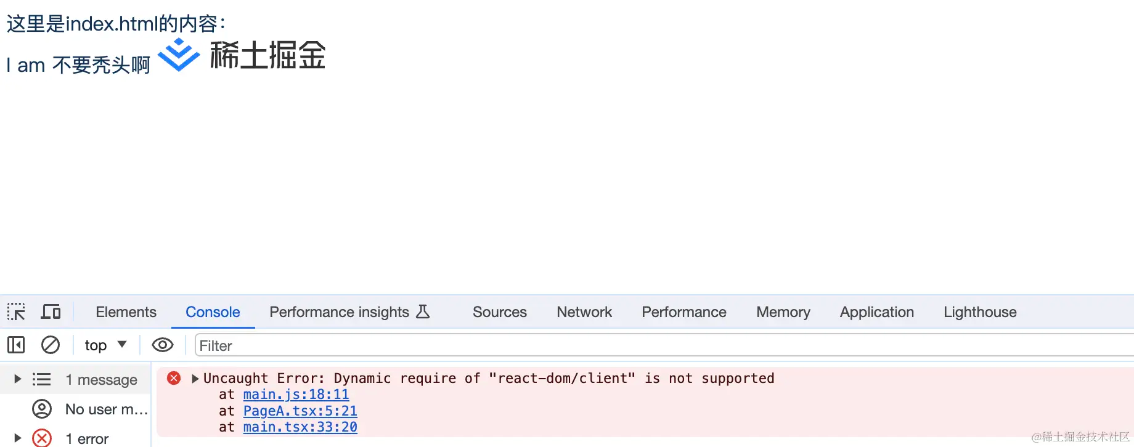 这里是index.html的内容：
I am 不要秃头啊 稀土掘金
Elements Console Performance insights Sources Network Performance Memory Application Lighthouse
top Filter
1 message
No user m...
1 error
Uncaught Error: Dynamic require of "react-dom/client" is not supported
at main.js:18:11
at PageA.tsx:5:21
at main.tsx:33:20
@稀土掘金技术社区